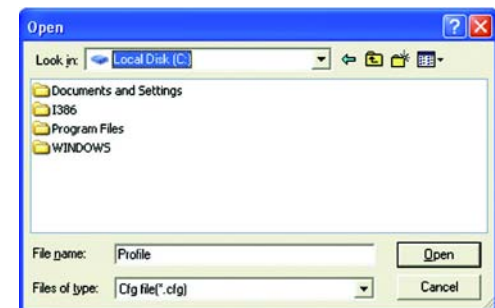 Open
Look in: Local Disk (C:)
Documents and Settings
I386
Program Files
WINDOWS
File name: Profile Open
Files of type: Cfg file(*.cfg) Cancel